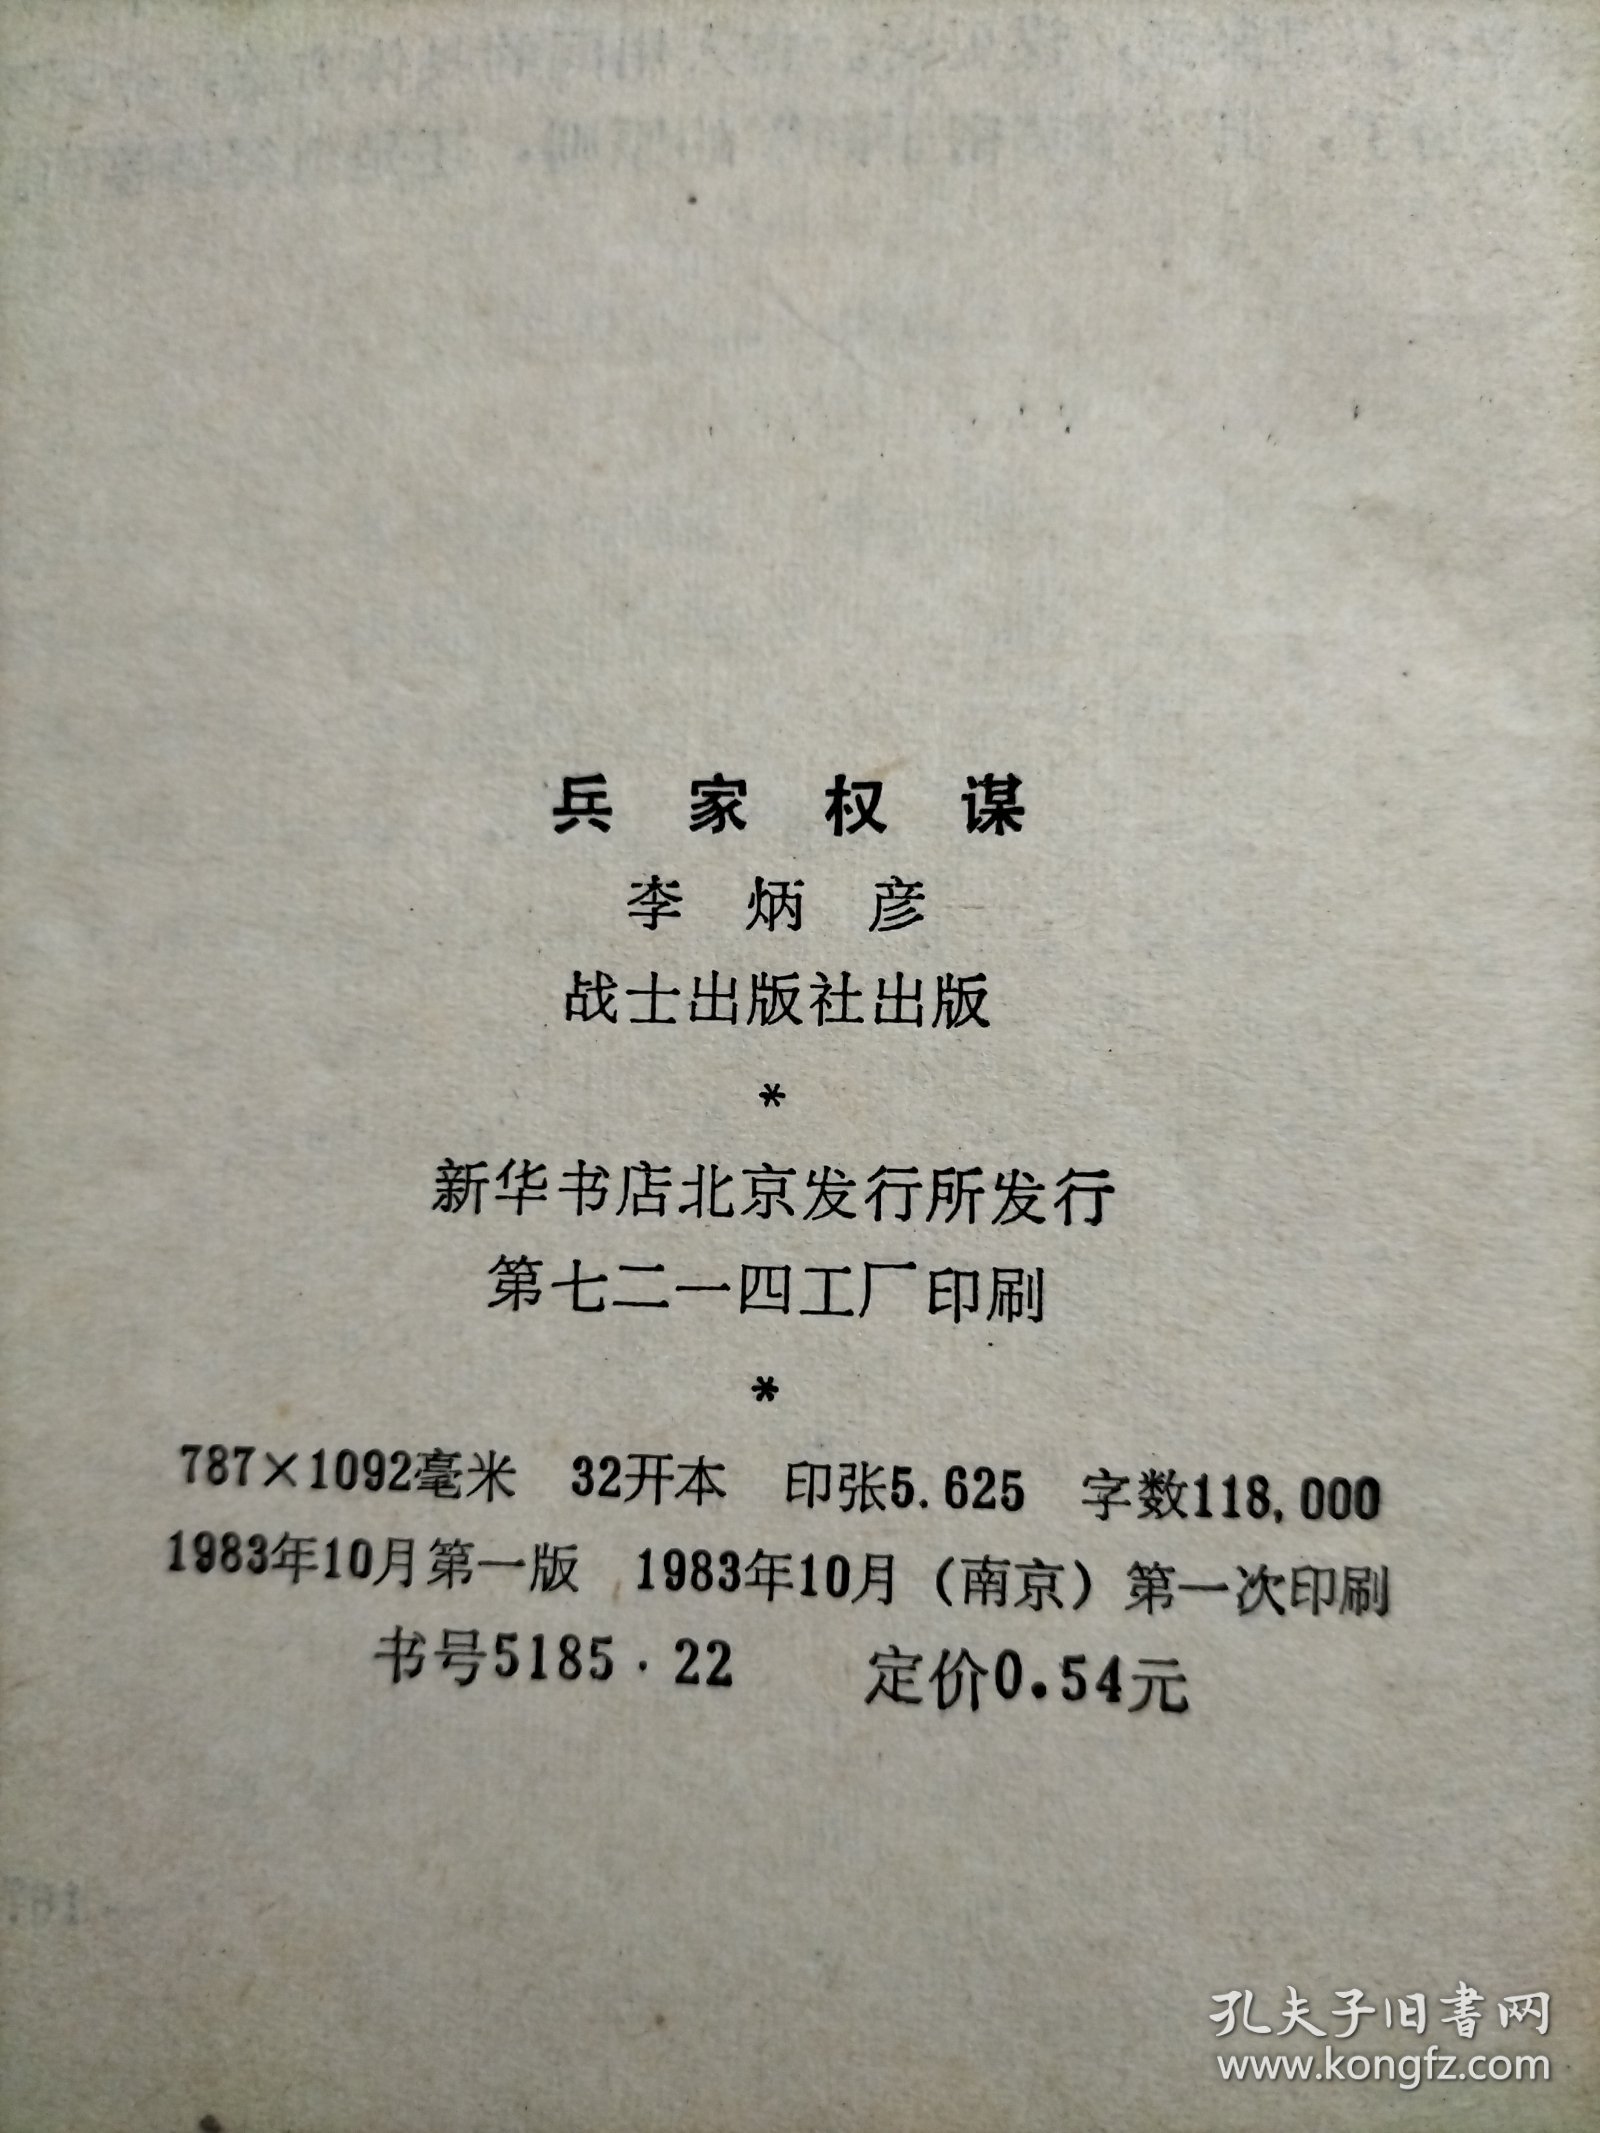 兵家权谋
李炳彦
战士出版社出版
*
新华书店北京发行所发行
第七二一四工厂印刷
*
787×1092毫米 32开本 印张5.625 字数118,000
1983年10月第一版 1983年10月（南京）第一次印刷
书号5185·22 定价0.54元
孔夫子旧书网
www.kongfz.com